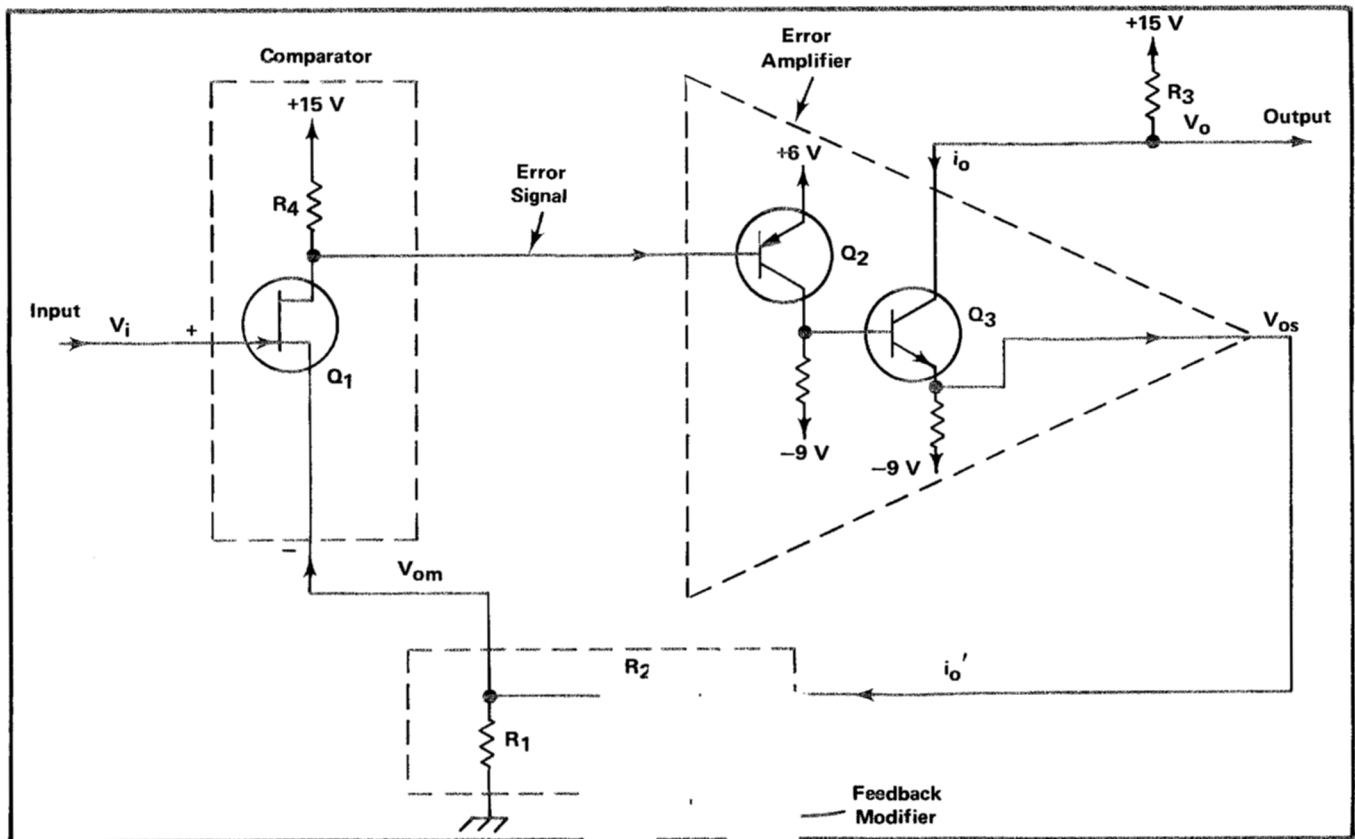 Comparator
+15 V
R4
Error
Signal
Input
Vi
+
Q1
−
Vom
Error
Amplifier
+6 V
Q2
−9 V
Q3
−9 V
+15 V
R3
Vo
Output
io
Vos
R2
io'
R1
Feedback
Modifier